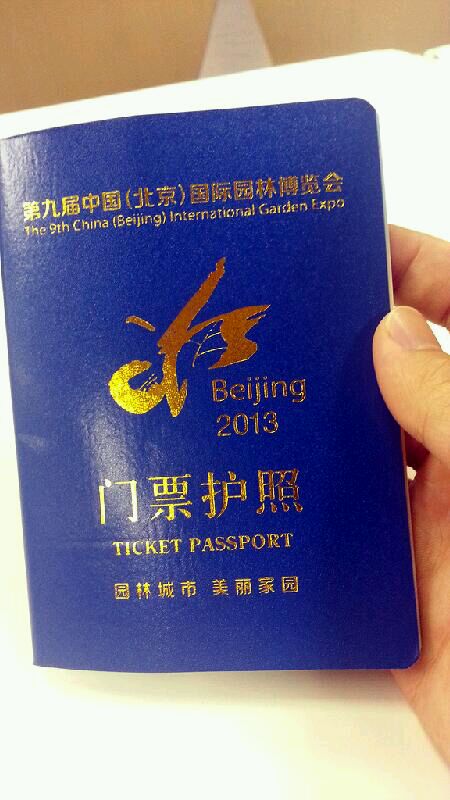 第九届中国(北京)国际园林博览会
The 9th China (Beijing) International Garden Expo
Beijing
2013
门票护照
TICKET PASSPORT
园林城市 美丽家园